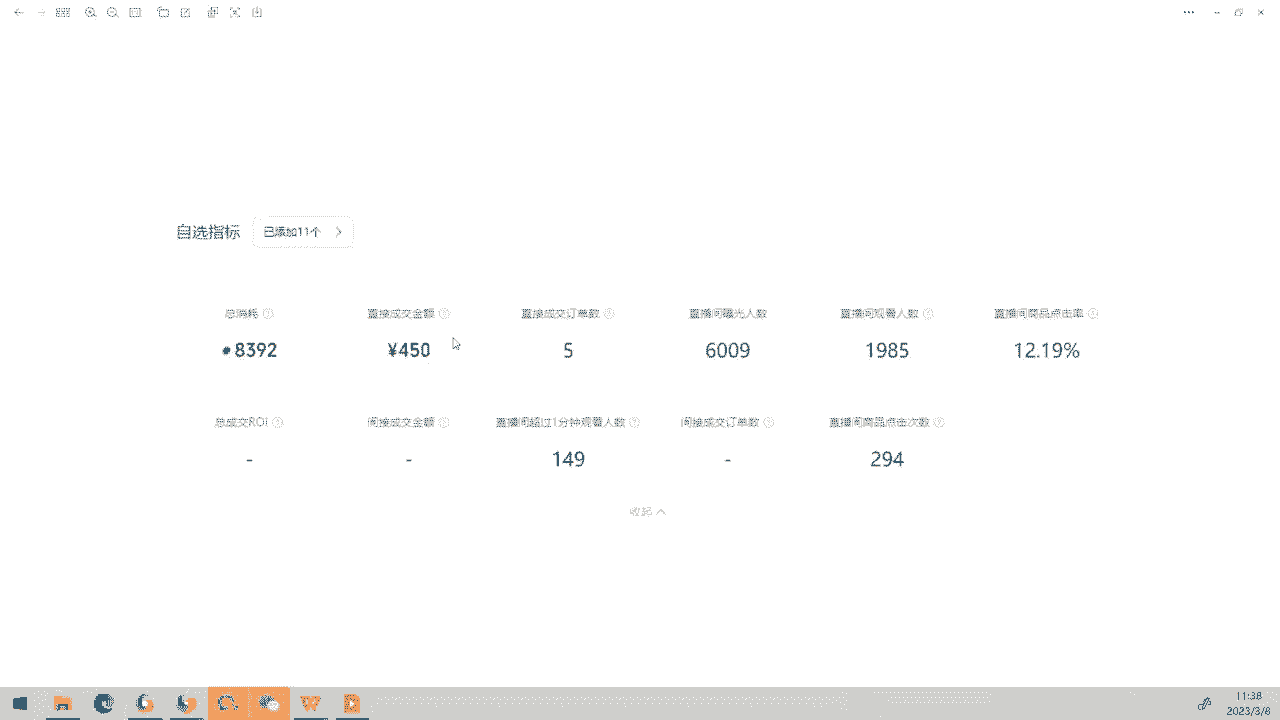 自选指标 已添加11个
总消耗 直接成交金额 直接成交订单数 直播间曝光人数 直播间观看人数 直播间商品点击率
8392 ¥450 5 6009 1985 12.19%
总成交ROI 间接成交金额 直播间超过1分钟观看人数 间接成交订单数 直播间商品点击次数
- - 149 - 294
收起
11:38
2023/3/8